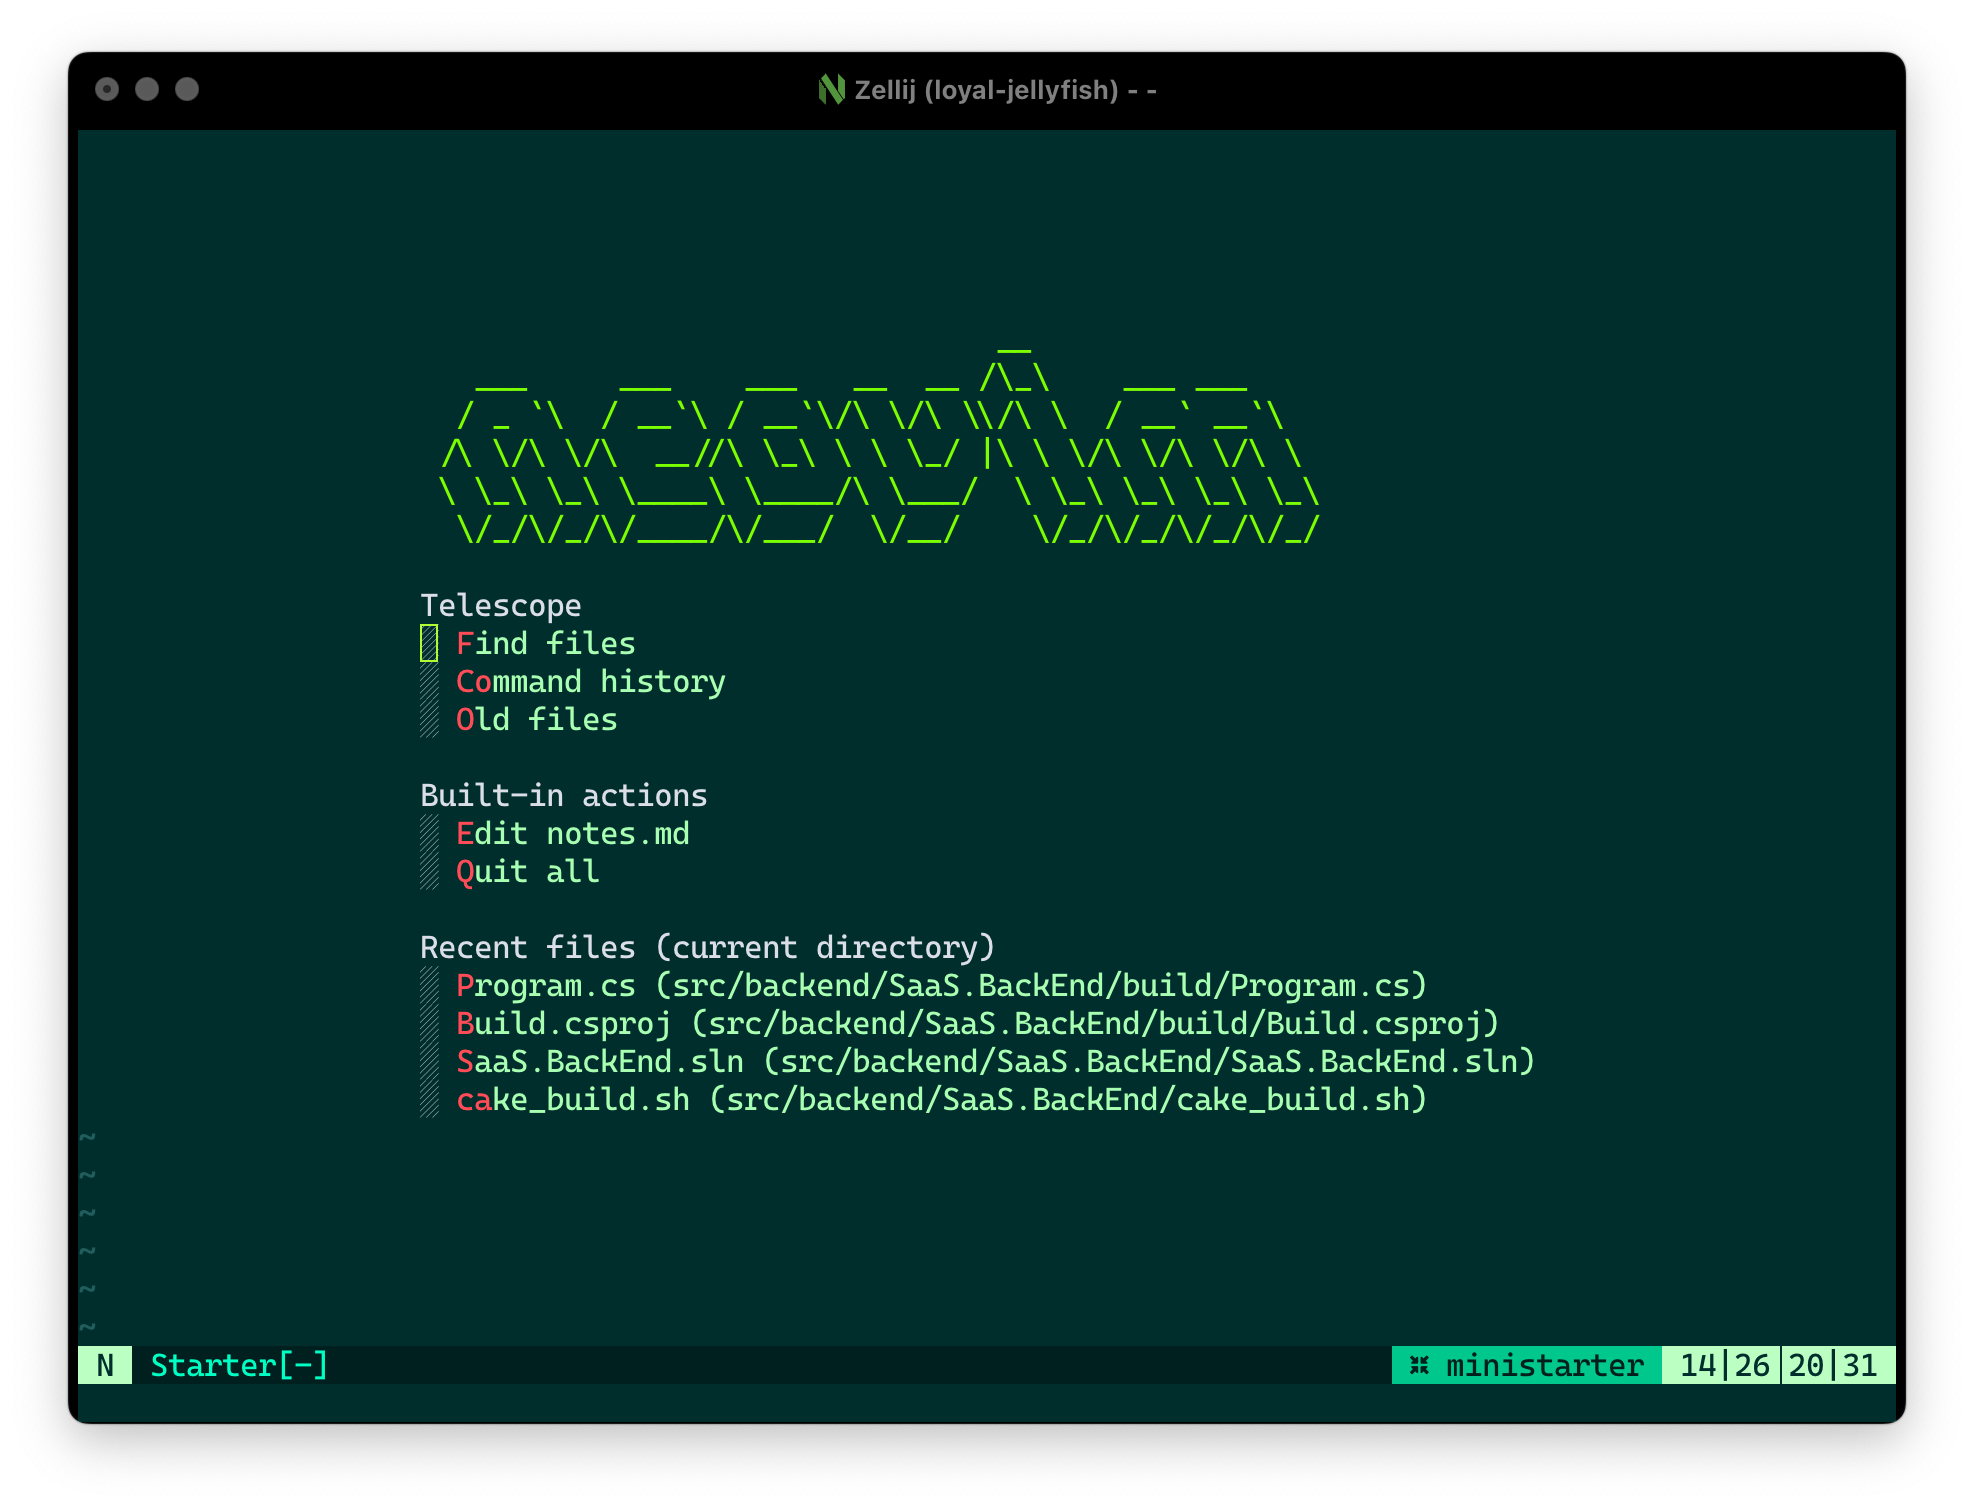 Zellij (loyal-jellyfish) - -
neovim
Telescope
Find files
Command history
Old files
Built-in actions
Edit notes.md
Quit all
Recent files (current directory)
Program.cs (src/backend/SaaS.BackEnd/build/Program.cs)
Build.csproj (src/backend/SaaS.BackEnd/build/Build.csproj)
SaaS.BackEnd.sln (src/backend/SaaS.BackEnd/SaaS.BackEnd.sln)
cake_build.sh (src/backend/SaaS.BackEnd/cake_build.sh)
~
~
~
~
~
~
N Starter[-] ministarter 14|26 20|31